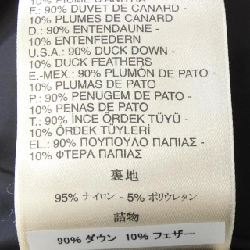 F.: 90% DUVET DE CANARD -
10% PLUMES DE CANARD
D.: 90% ENTENDAUNE -
10% ENTENFEDERN
U.S.A.: 90% DUCK DOWN
10% DUCK FEATHERS
E.-MEX.: 90% PLUMÓN DE PATO -
10% PLUMAS DE PATO
P.: 90% PENUGEM DE PATO -
10% PENAS DE PATO
T.: 90% İNCE ÖRDEK TÜYÜ -
10% ÖRDEK TÜYLERİ
EL.: 90% ΠΟΥΠΟΥΛΟ ΠΑΠΙΑΣ -
10% ΦΤΕΡΑ ΠΑΠΙΑΣ
裏地
95% ナイロン - 5% ポリウレタン
詰物
90% ダウン 10% フェザー